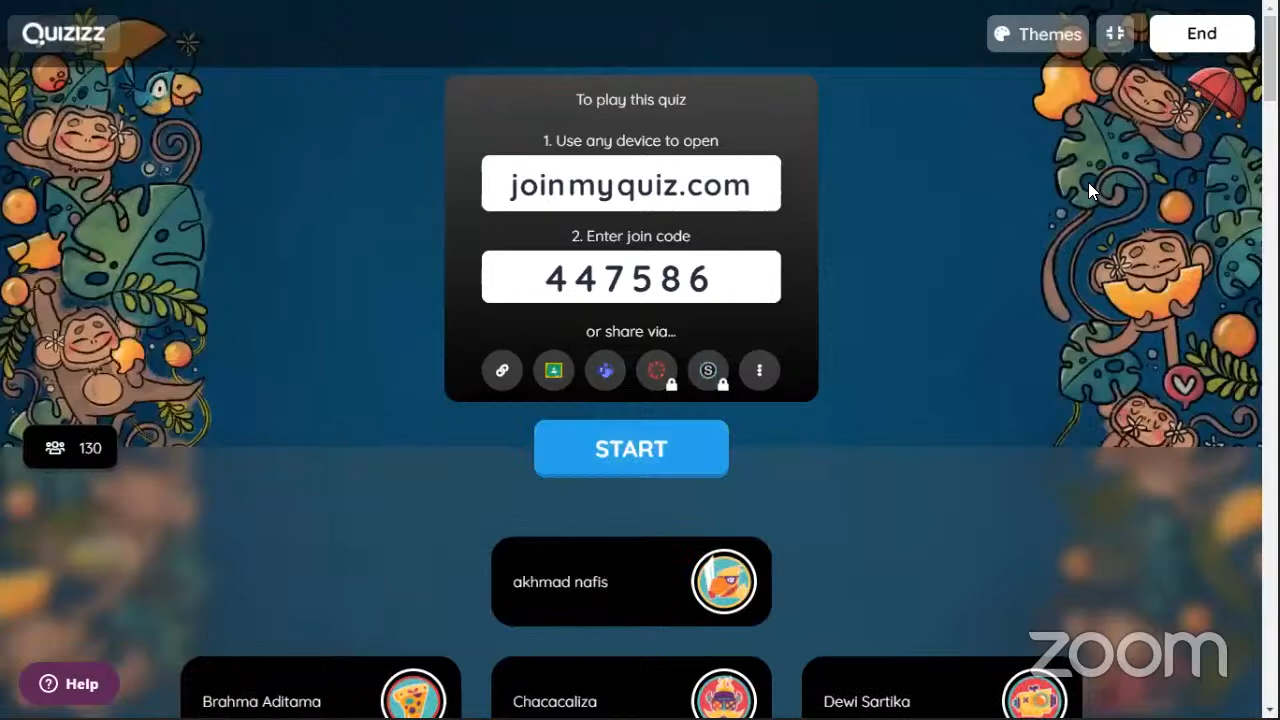 Quizizz
Themes
End
To play this quiz
1. Use any device to open
joinmyquiz.com
2. Enter join code
447586
or share via...
130
START
akhmad nafis
Brahma Aditama
Chacacaliza
Dewi Sartika
Help
zoom